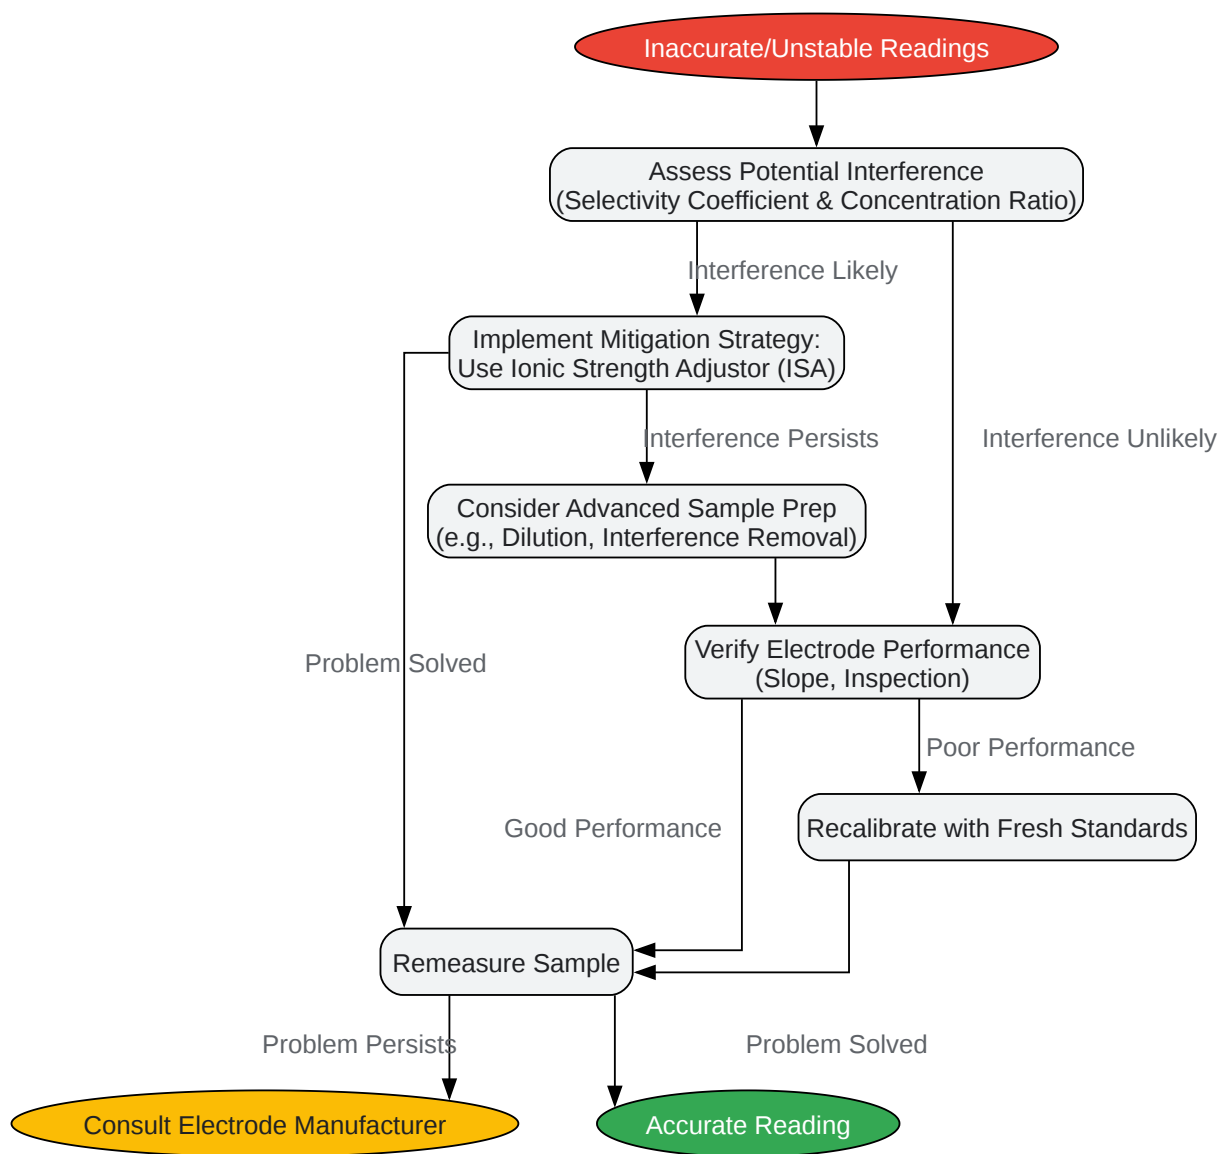 Inaccurate/Unstable Readings
Assess Potential Interference
(Selectivity Coefficient & Concentration Ratio)
Interference Likely
Implement Mitigation Strategy:
Use Ionic Strength Adjustor (ISA)
Interference Persists
Interference Unlikely
Consider Advanced Sample Prep
(e.g., Dilution, Interference Removal)
Verify Electrode Performance
(Slope, Inspection)
Problem Solved
Poor Performance
Good Performance
Recalibrate with Fresh Standards
Remeasure Sample
Problem Persists
Problem Solved
Consult Electrode Manufacturer
Accurate Reading